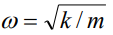 ω = √k / m